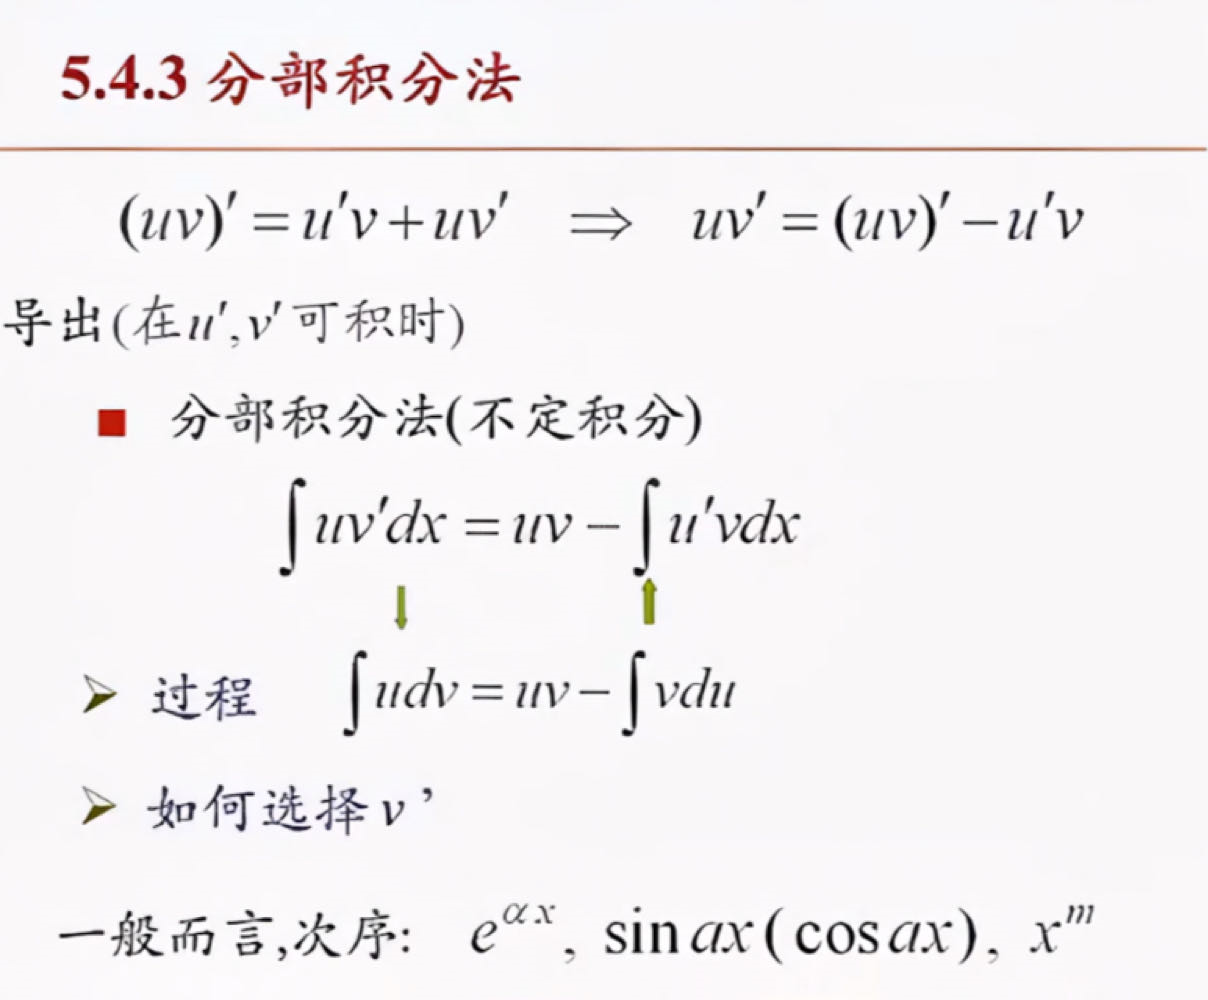 5.4.3 分部积分法
(uv)′ = u′v + uv′ ⇒ uv′ = (uv)′ − u′v
导出(在u′,v′可积时)
■ 分部积分法(不定积分)
∫uv′dx = uv − ∫u′vdx
➢ 过程 ∫udv = uv − ∫vdu
➢ 如何选择v’
一般而言,次序: e^{αx}, sin ax(cos ax), x^m